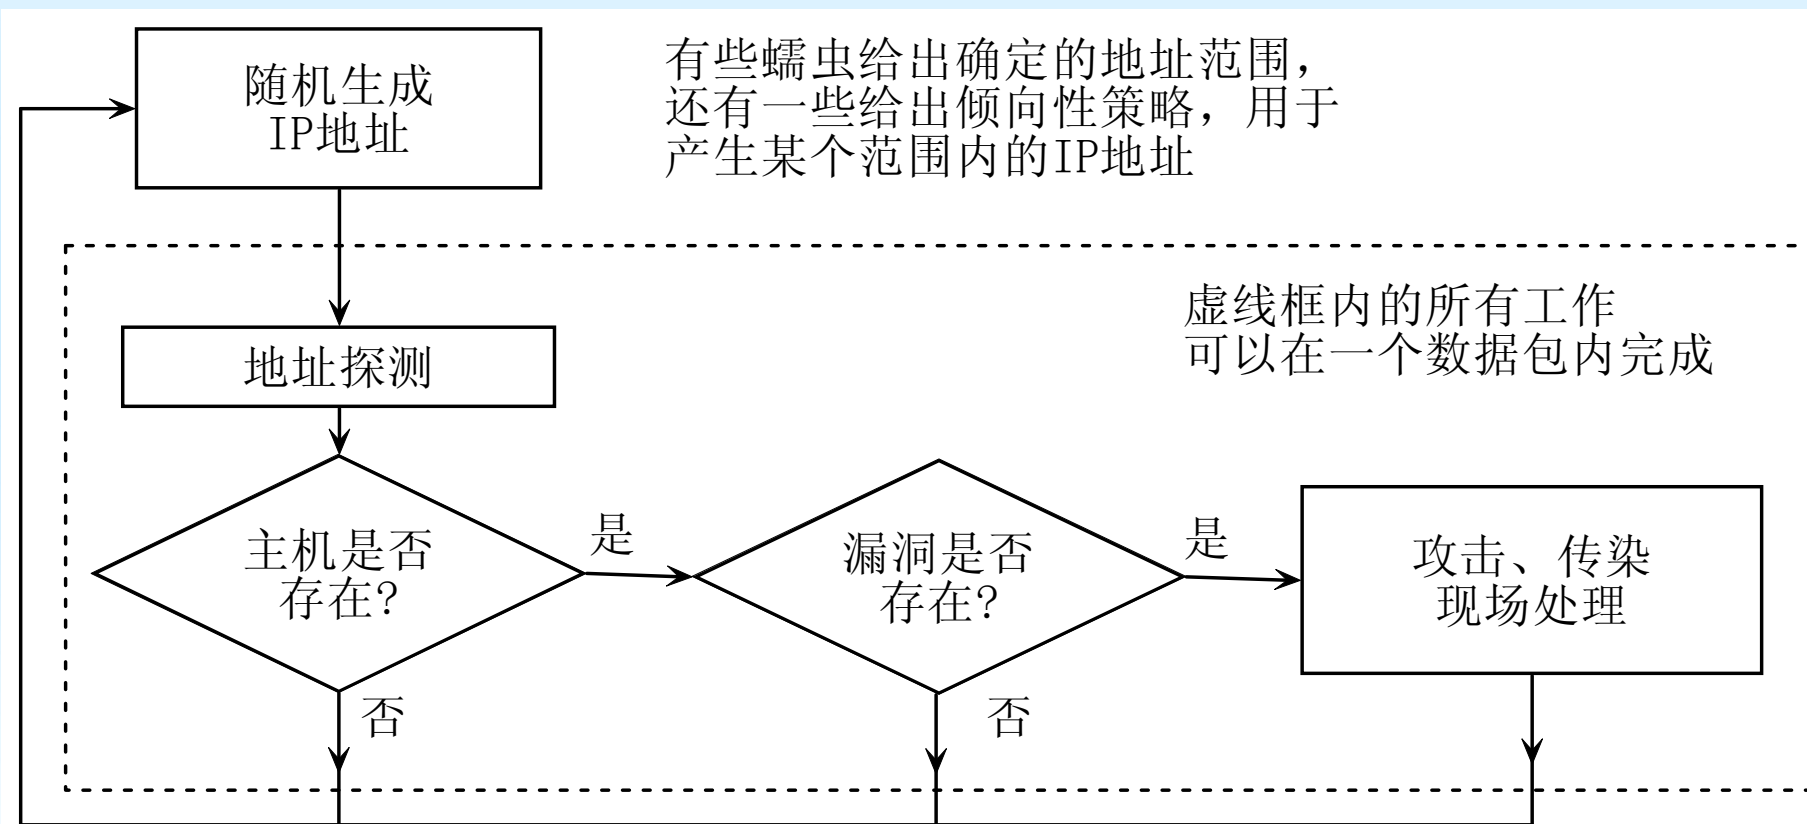 随机生成
IP地址
有些蠕虫给出确定的地址范围，
还有一些给出倾向性策略，用于
产生某个范围内的IP地址
虚线框内的所有工作
可以在一个数据包内完成
地址探测
主机是否
存在?
是
漏洞是否
存在?
是
攻击、传染
现场处理
否
否